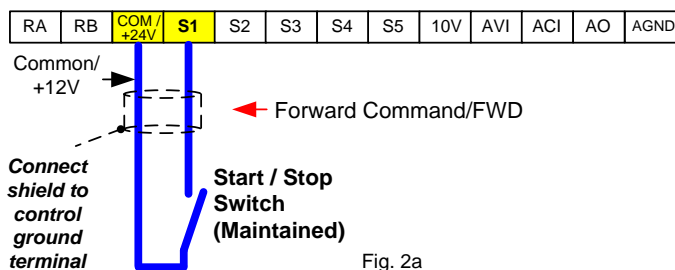 RA RB COM / +24V S1 S2 S3 S4 S5 10V AVI ACI AO AGND
Common/
+12V
Forward Command/FWD
Connect
shield to
control
ground
terminal
Start / Stop
Switch
(Maintained)
Fig. 2a